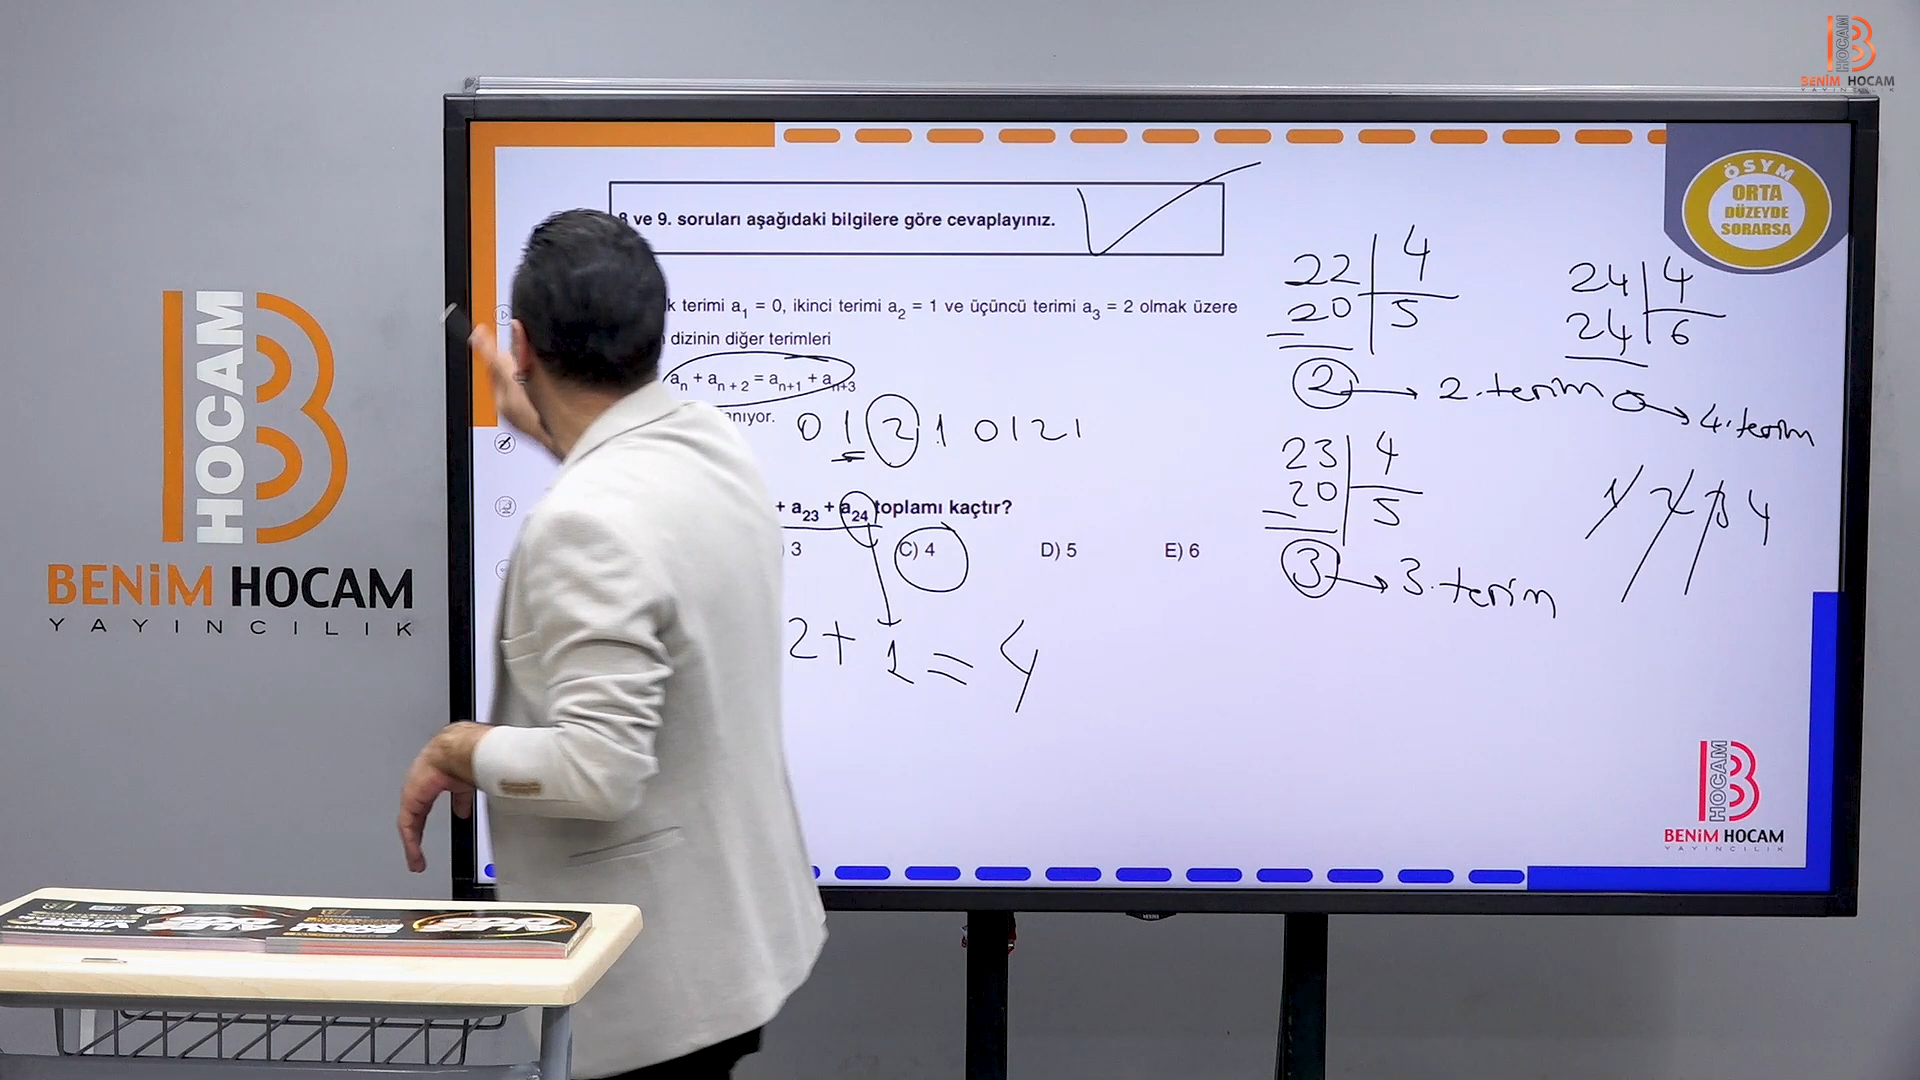 HOCAM
BENİM HOCAM
YAYINCILIK
HOCAM
BENİM HOCAM
YAYINCILIK
ÖSYM
ORTA
DÜZEYDE
SORARSA
8 ve 9. soruları aşağıdaki bilgilere göre cevaplayınız.
k terimi a1 = 0, ikinci terimi a2 = 1 ve üçüncü terimi a3 = 2 olmak üzere
dizinin diğer terimleri
an + an + 2 = an+1 + an+3
nıyor.
0 1 2 1 0 1 2 1
+ a23 + a24 toplamı kaçtır?
) 3 C) 4 D) 5 E) 6
2 + 1 = 4
22 4
20 5
2 → 2. terim
23 4
20 5
3 → 3. terim
24 4
24 6
0 → 4. terim
1 2 3 4
HOCAM
BENİM HOCAM
YAYINCILIK